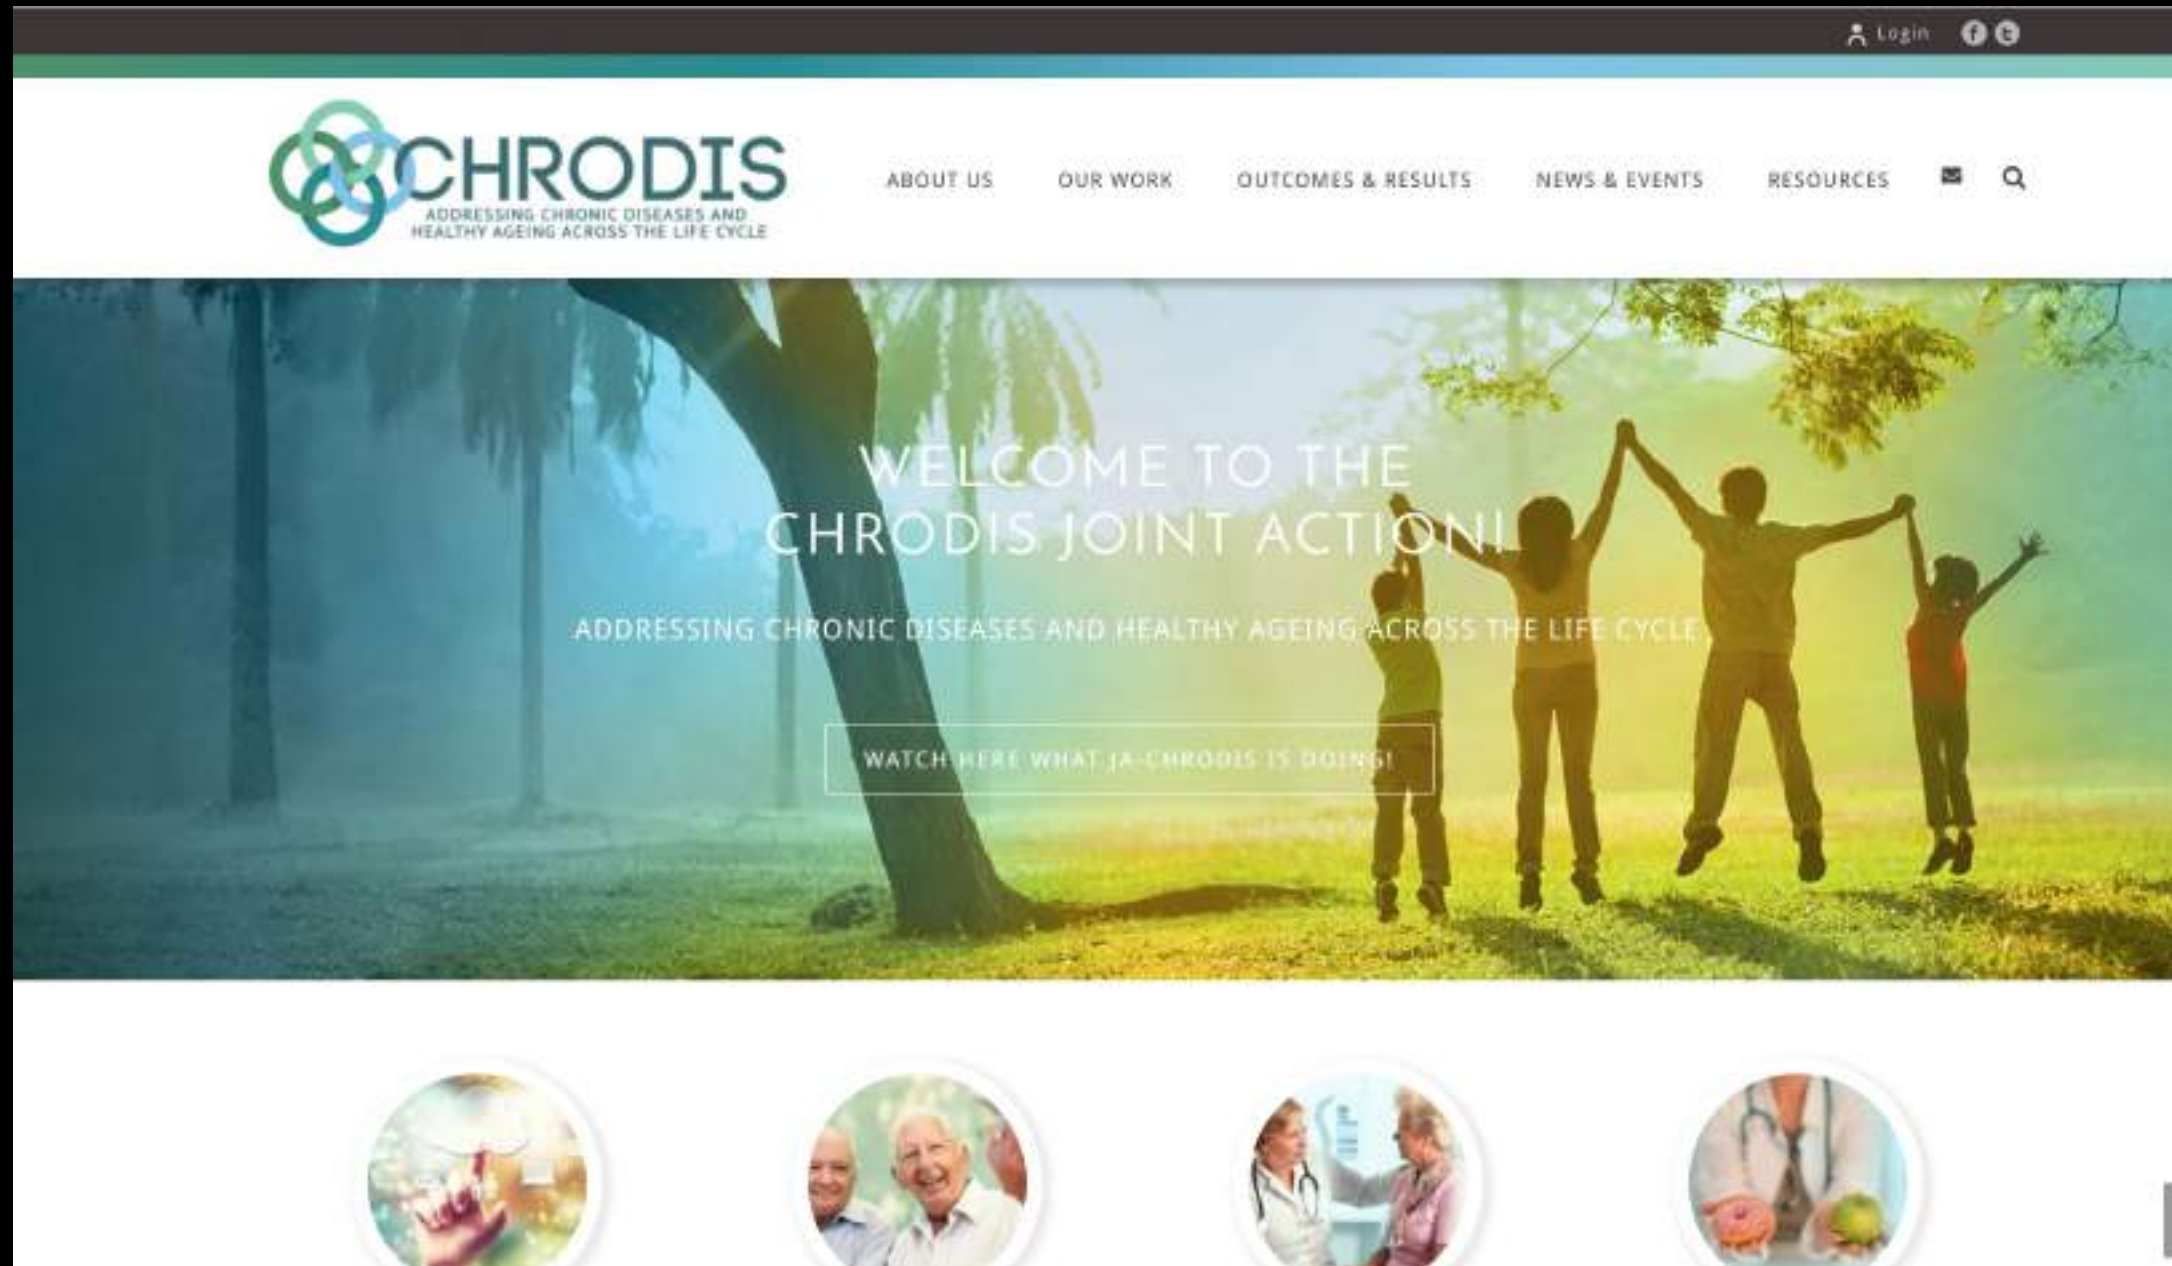 Login
CHRODIS
ADDRESSING CHRONIC DISEASES AND
HEALTHY AGEING ACROSS THE LIFE CYCLE
ABOUT US
OUR WORK
OUTCOMES & RESULTS
NEWS & EVENTS
RESOURCES
WELCOME TO THE
CHRODIS JOINT ACTION!
ADDRESSING CHRONIC DISEASES AND HEALTHY AGEING ACROSS THE LIFE CYCLE
WATCH HERE WHAT JA-CHRODIS IS DOING!